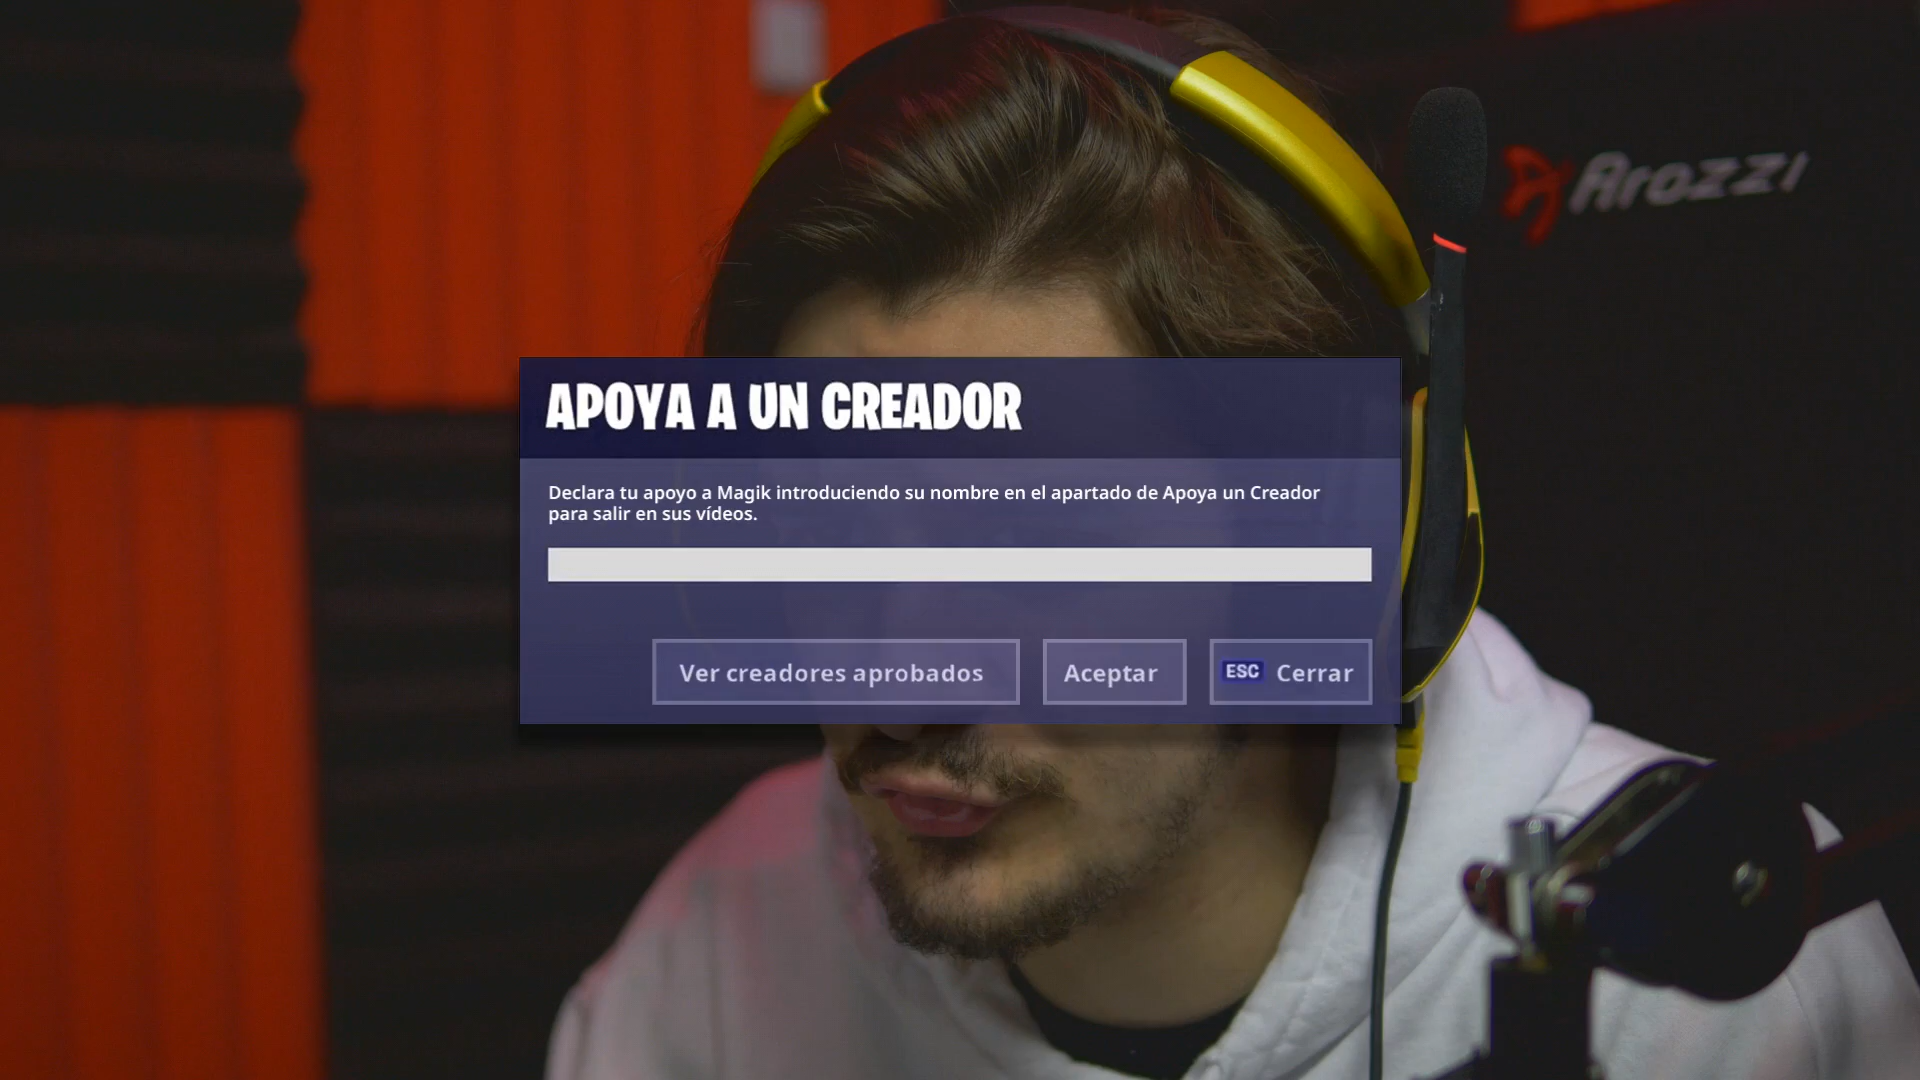 Arozzi
APOYA A UN CREADOR
Declara tu apoyo a Magik introduciendo su nombre en el apartado de Apoya un Creador
para salir en sus vídeos.
Ver creadores aprobados
Aceptar
ESC Cerrar